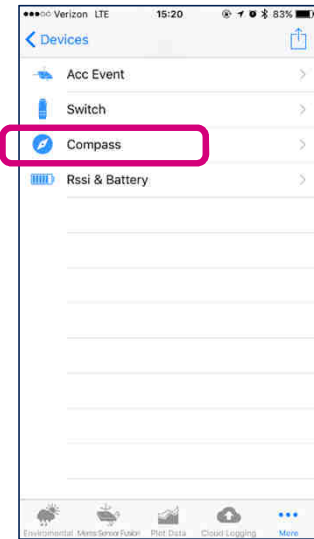 Verizon LTE 15:20 83%
Devices
Acc Event
Switch
Compass
Rssi & Battery
Enviromental Mems Sensor Fusion Plot Data Cloud Logging More